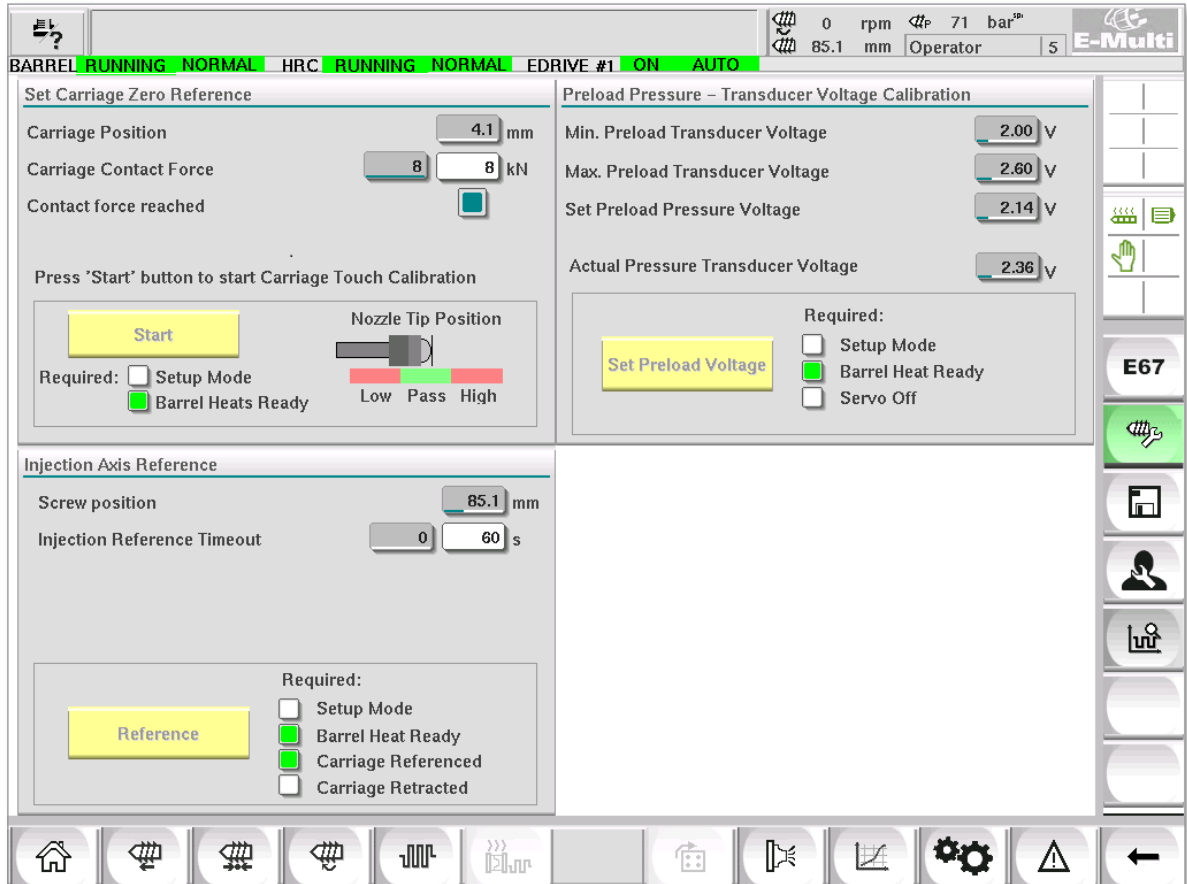 0 rpm P 71 bar spec
85.1 mm Operator 5 E-Multi
BARREL RUNNING NORMAL HRC RUNNING NORMAL EDRIVE #1 ON AUTO
Set Carriage Zero Reference
Carriage Position 4.1 mm
Carriage Contact Force 8 8 kN
Contact force reached
Press 'Start' button to start Carriage Touch Calibration
Start
Nozzle Tip Position
Low Pass High
Required: Setup Mode
Barrel Heats Ready
Preload Pressure – Transducer Voltage Calibration
Min. Preload Transducer Voltage 2.00 V
Max. Preload Transducer Voltage 2.60 V
Set Preload Pressure Voltage 2.14 V
Actual Pressure Transducer Voltage 2.36 V
Set Preload Voltage
Required:
Setup Mode
Barrel Heat Ready
Servo Off
Injection Axis Reference
Screw position 85.1 mm
Injection Reference Timeout 0 60 s
Reference
Required:
Setup Mode
Barrel Heat Ready
Carriage Referenced
Carriage Retracted
E67